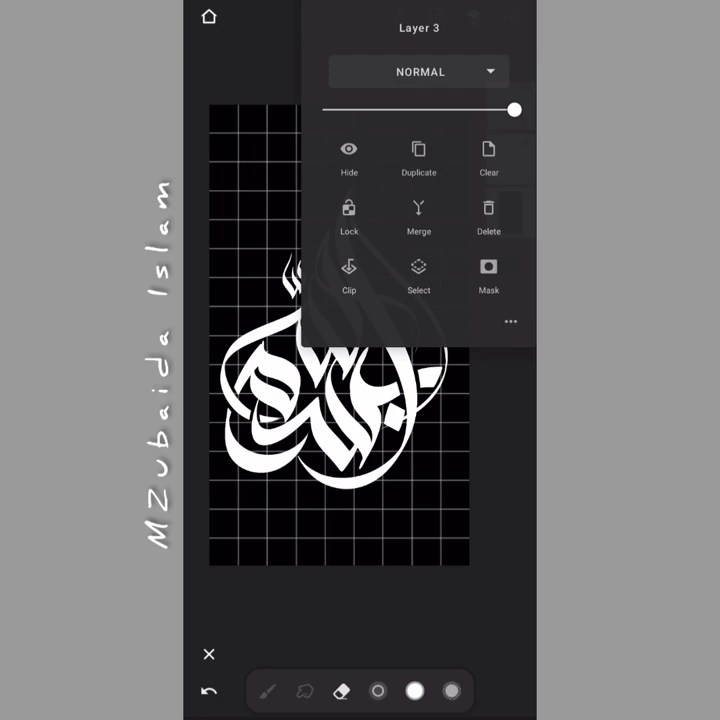 MZubaida Islam
Layer 3
NORMAL
Hide
Duplicate
Clear
Lock
Merge
Delete
Clip
Select
Mask